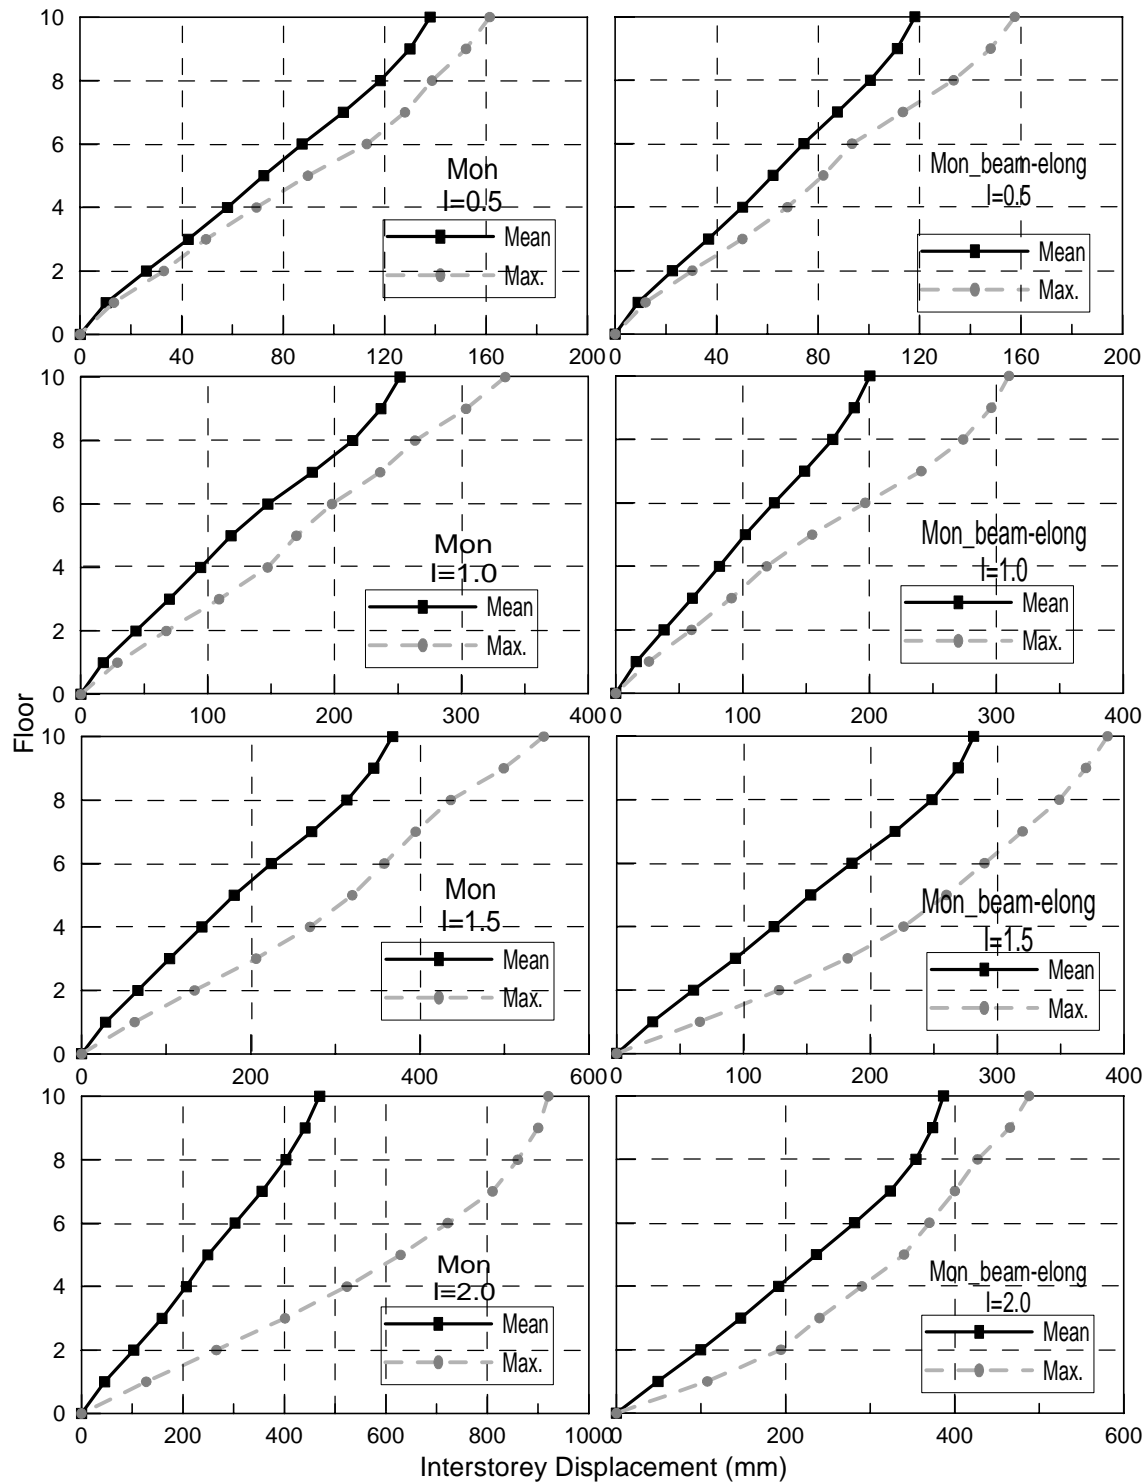 10
8
6
4
2
0
Mon
I=0.5
Mean
Max.
0 40 80 120 160 200
Mon_beam-elong
I=0.5
Mean
Max.
0 40 80 120 160 200
10
8
6
4
2
0
Mon
I=1.0
Mean
Max.
0 100 200 300 400
Mon_beam-elong
I=1.0
Mean
Max.
0 100 200 300 400
Floor
10
8
6
4
2
0
Mon
I=1.5
Mean
Max.
0 200 400 600
Mon_beam-elong
I=1.5
Mean
Max.
0 100 200 300 400
10
8
6
4
2
0
Mon
I=2.0
Mean
Max.
0 200 400 600 800 1000
Mon_beam-elong
I=2.0
Mean
Max.
0 200 400 600
Interstorey Displacement (mm)